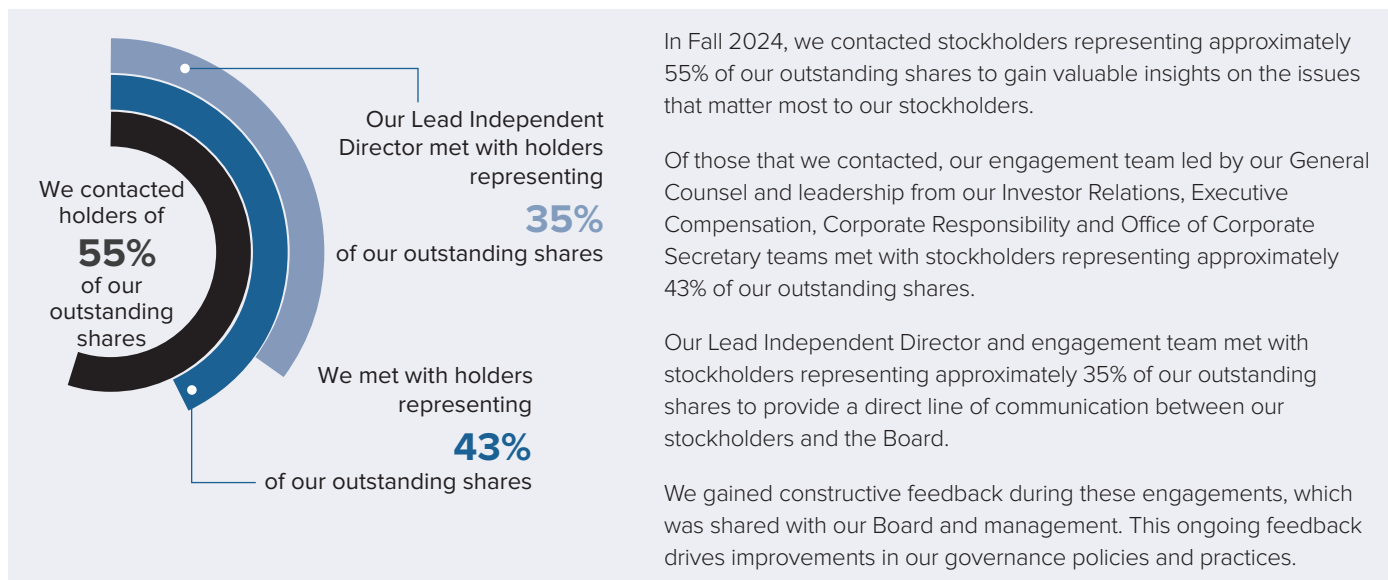 We contacted
holders of
55%
of our
outstanding
shares
Our Lead Independent
Director met with holders
representing
35%
of our outstanding shares
We met with holders
representing
43%
of our outstanding shares
In Fall 2024, we contacted stockholders representing approximately
55% of our outstanding shares to gain valuable insights on the issues
that matter most to our stockholders.
Of those that we contacted, our engagement team led by our General
Counsel and leadership from our Investor Relations, Executive
Compensation, Corporate Responsibility and Office of Corporate
Secretary teams met with stockholders representing approximately
43% of our outstanding shares.
Our Lead Independent Director and engagement team met with
stockholders representing approximately 35% of our outstanding
shares to provide a direct line of communication between our
stockholders and the Board.
We gained constructive feedback during these engagements, which
was shared with our Board and management. This ongoing feedback
drives improvements in our governance policies and practices.